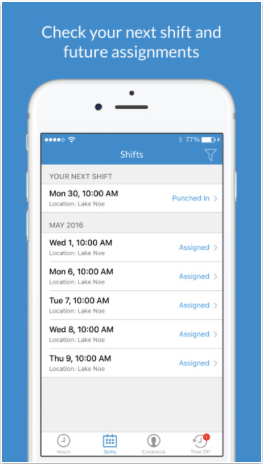 Check your next shift and
future assignments
77%
Shifts
YOUR NEXT SHIFT
Mon 30, 10:00 AM
Punched In
Location: Lake Noe
MAY 2016
Wed 1, 10:00 AM
Assigned
Location: Lake Noe
Mon 6, 10:00 AM
Assigned
Location: Lake Noe
Tue 7, 10:00 AM
Assigned
Location: Lake Noe
Wed 8, 10:00 AM
Assigned
Location: Lake Noe
Thu 9, 10:00 AM
Assigned
Location: Lake Noe
Hours
Shifts
Credential
Time Off